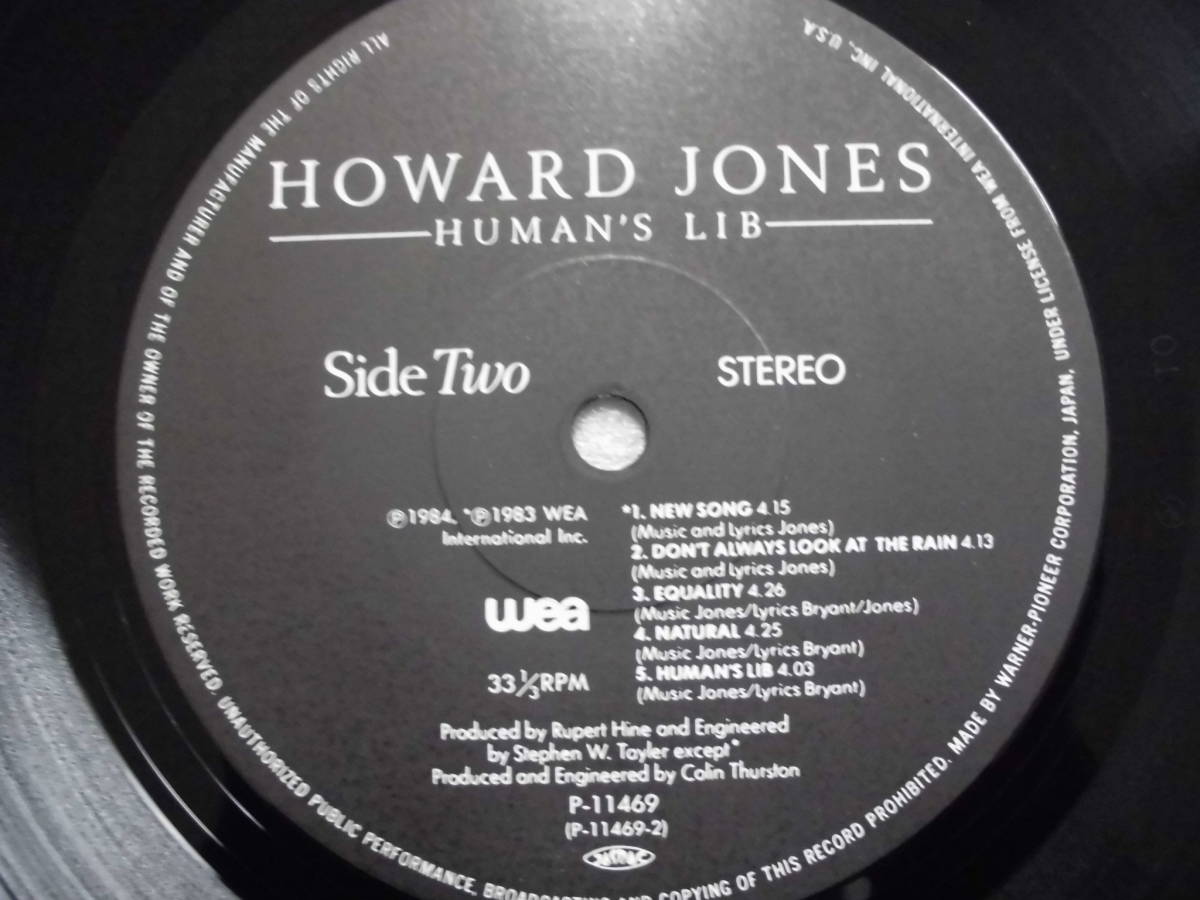 HOWARD JONES
HUMAN'S LIB
Side Two
STEREO
Ⓟ1984, *Ⓟ1983 WEA
International Inc.
wea
33 1/3 RPM
*1. NEW SONG 4.15
(Music and Lyrics Jones)
2. DON'T ALWAYS LOOK AT THE RAIN 4.13
(Music and Lyrics Jones)
3. EQUALITY 4.26
(Music Jones/Lyrics Bryant/Jones)
4. NATURAL 4.25
(Music Jones/Lyrics Bryant)
5. HUMAN'S LIB 4.03
(Music Jones/Lyrics Bryant)
Produced by Rupert Hine and Engineered
by Stephen W. Tayler except*
Produced and Engineered by Colin Thurston
P-11469
(P-11469-2)
ALL RIGHTS OF THE MANUFACTURER AND OF THE OWNER OF THE RECORDED WORK RESERVED. UNAUTHORIZED PUBLIC PERFORMANCE, BROADCASTING AND COPYING OF THIS RECORD PROHIBITED. MADE BY WARNER-PIONEER CORPORATION, JAPAN, UNDER LICENSE FROM WEA INTERNATIONAL INC., U.S.A.